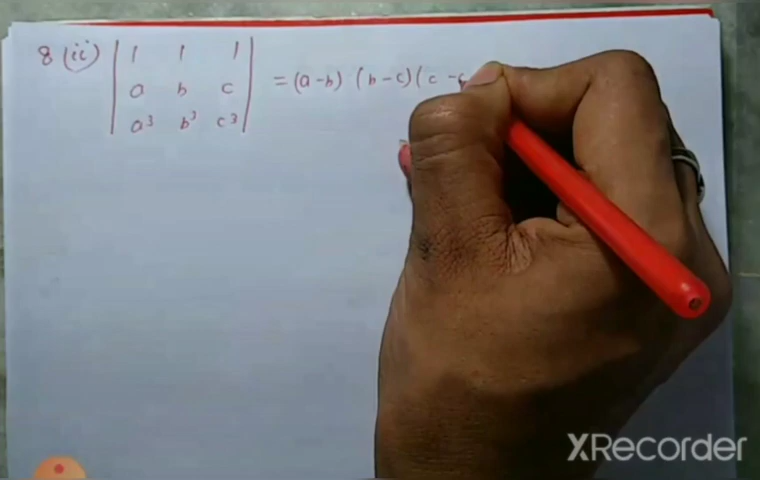 8 (ii) | 1 1 1 |
| a b c | = (a-b) (b-c) (c -
| a³ b³ c³ |
XRecorder